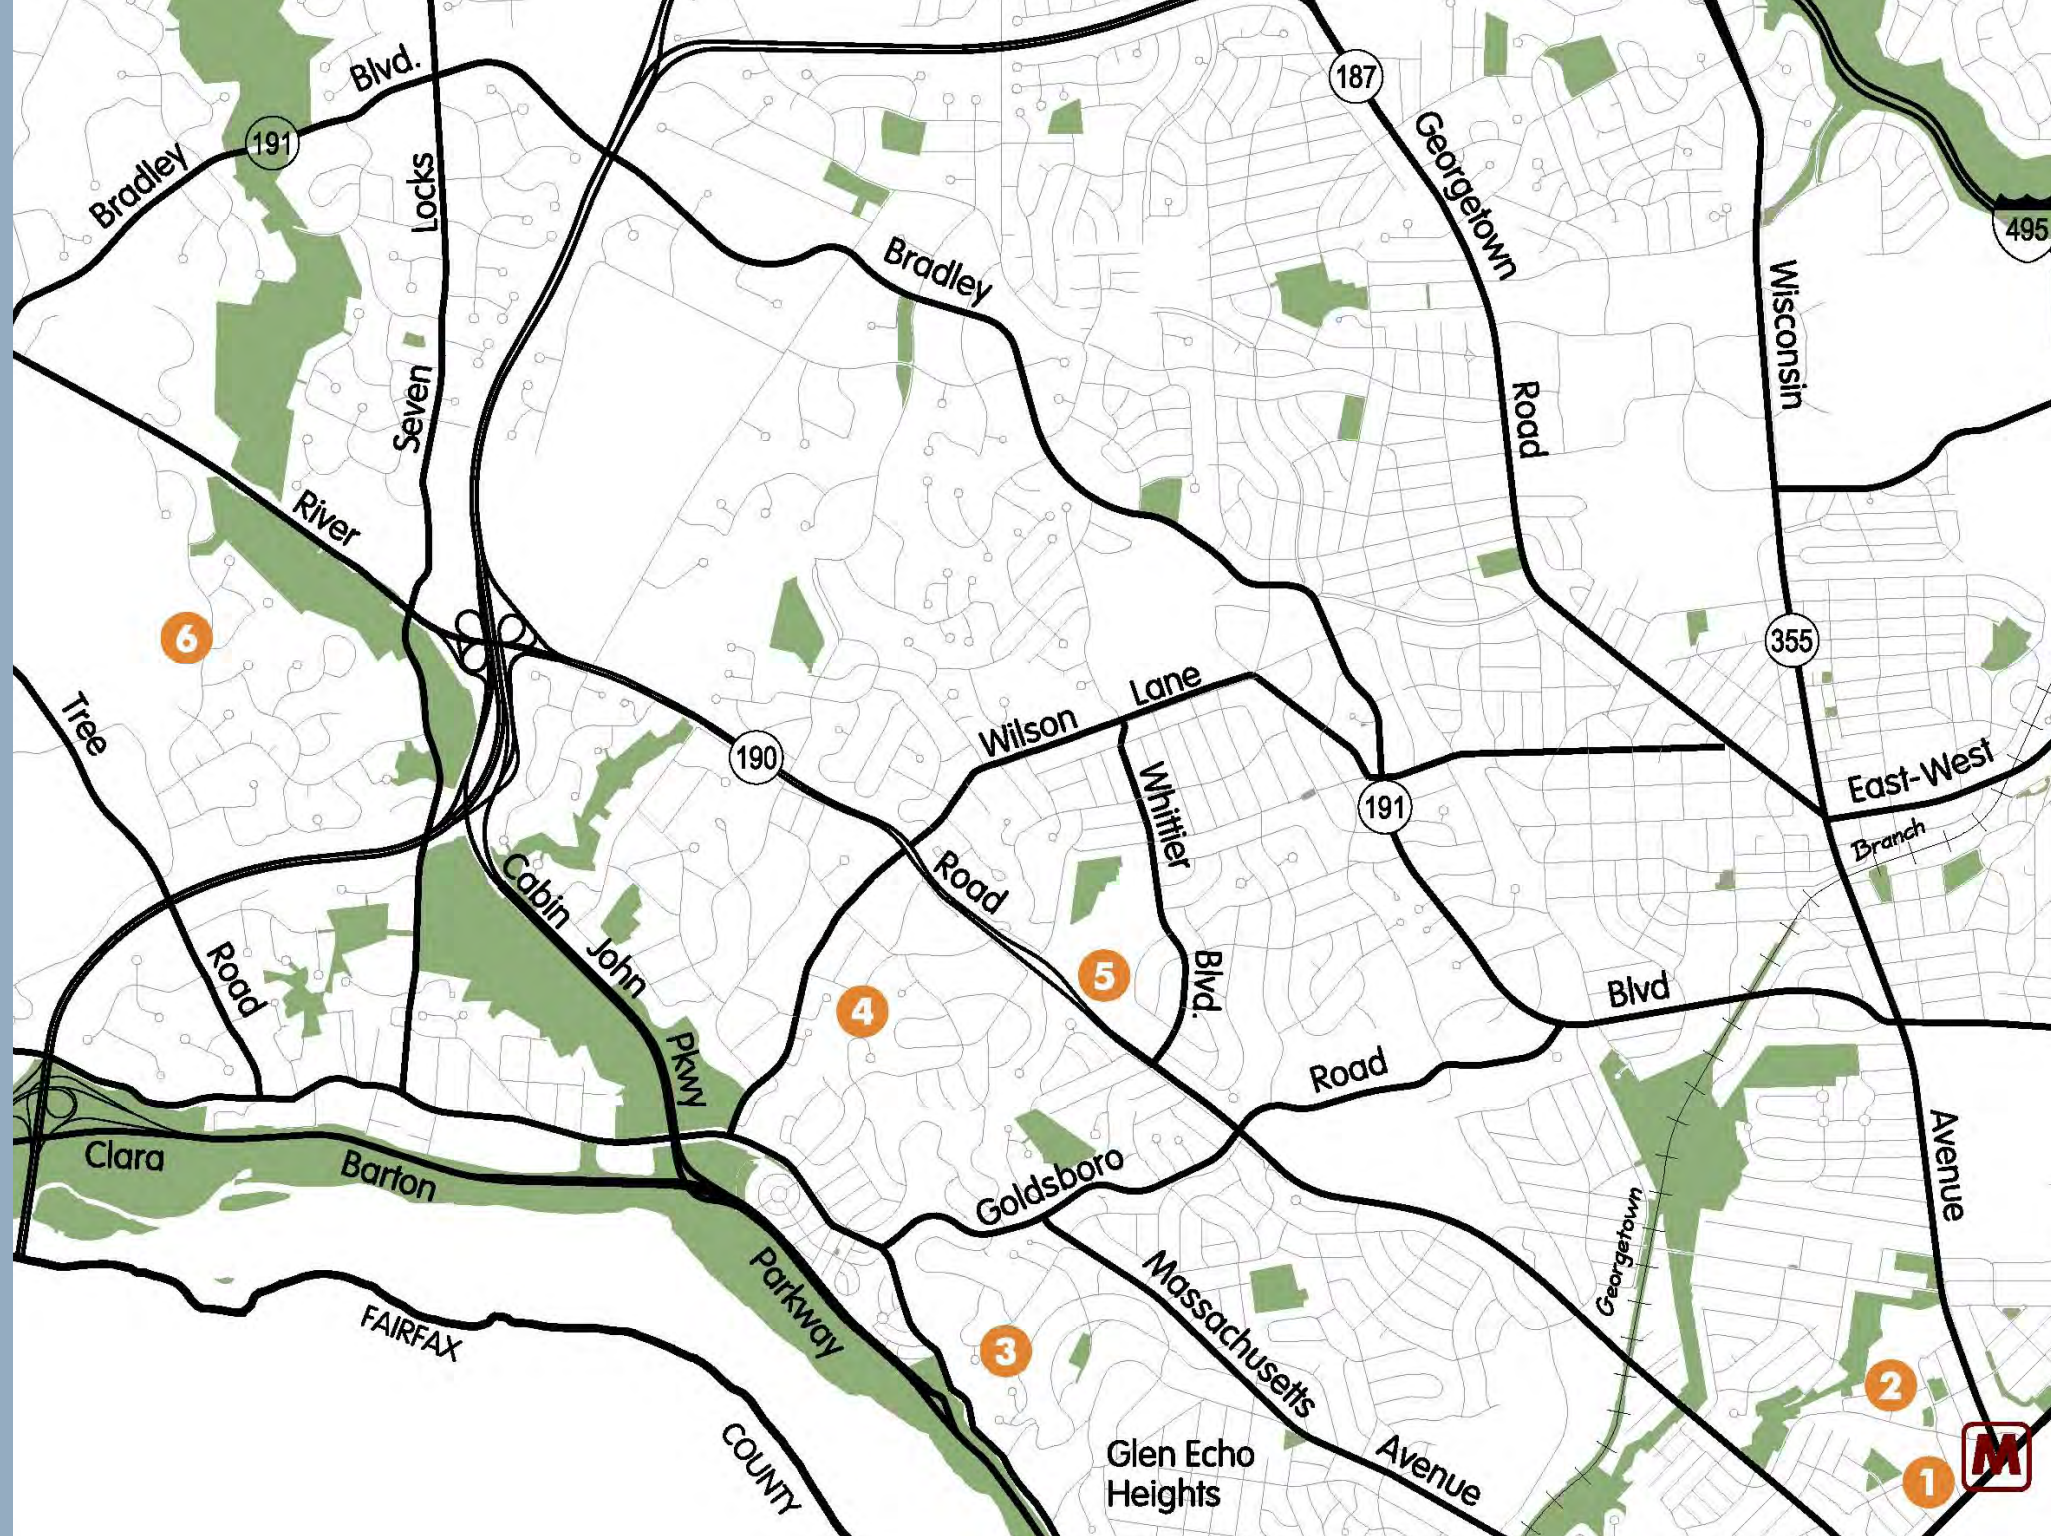 Blvd.
187
191
Bradley
Georgetown
Locks
495
Bradley
Wisconsin
Seven
Road
River
6
355
Lane
Wilson
Tree
190
East-West
Whittier
191
Branch
Road
Cabin
John
Blvd.
5
Blvd
Road
4
Pkwy
Road
Clara
Barton
Goldsboro
Avenue
Georgetown
Parkway
Massachusetts
FAIRFAX
3
2
COUNTY
Glen Echo
Heights
Avenue
M
1